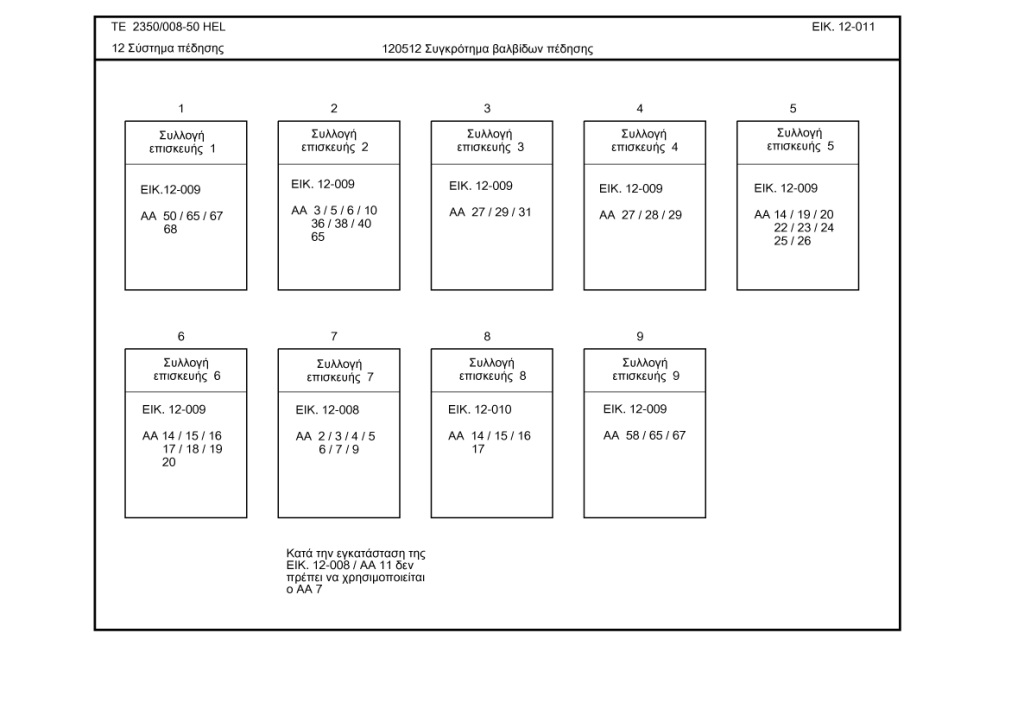 TE 2350/008-50 HEL
ΕΙΚ. 12-011
12 Σύστημα πέδησης
120512 Συγκρότημα βαλβίδων πέδησης
1
Συλλογή
επισκευής 1
ΕΙΚ.12-009
ΑΑ 50 / 65 / 67
68
2
Συλλογή
επισκευής 2
ΕΙΚ. 12-009
ΑΑ 3 / 5 / 6 / 10
36 / 38 / 40
65
3
Συλλογή
επισκευής 3
ΕΙΚ. 12-009
ΑΑ 27 / 29 / 31
4
Συλλογή
επισκευής 4
ΕΙΚ. 12-009
ΑΑ 27 / 28 / 29
5
Συλλογή
επισκευής 5
ΕΙΚ. 12-009
ΑΑ 14 / 19 / 20
22 / 23 / 24
25 / 26
6
Συλλογή
επισκευής 6
ΕΙΚ. 12-009
ΑΑ 14 / 15 / 16
17 / 18 / 19
20
7
Συλλογή
επισκευής 7
ΕΙΚ. 12-008
ΑΑ 2 / 3 / 4 / 5
6 / 7 / 9
8
Συλλογή
επισκευής 8
ΕΙΚ. 12-010
ΑΑ 14 / 15 / 16
17
9
Συλλογή
επισκευής 9
ΕΙΚ. 12-009
ΑΑ 58 / 65 / 67
Κατά την εγκατάσταση της
ΕΙΚ. 12-008 / ΑΑ 11 δεν
πρέπει να χρησιμοποιείται
ο ΑΑ 7